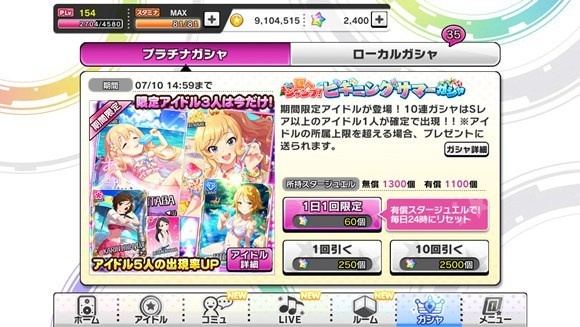 PLv 154
2704/4580
スタミナ MAX
81/81
9,104,515
2,400
プラチナガシャ
ローカルガシャ
35
期間 07/10 14:59まで
期間限定
限定アイドル3人は今だけ!
アイドル5人の出現率UP
アイドル
詳細
ビギニングサマーガシャ
期間限定アイドルが登場!10連ガシャはSレ
ア以上のアイドル1人が確定で出現!!※アイ
ドルの所属上限を超える場合、プレゼントに
送られます。
ガシャ詳細
所持スタージュエル 無償 1300個 有償 1100個
1日1回限定
60個
有償スタージュエルで!
毎日24時にリセット
1回引く
250個
10回引く
2500個
ホーム
アイドル
NEW
コミュ
NEW
LIVE
NEW
ルーム
ガシャ
メニュー